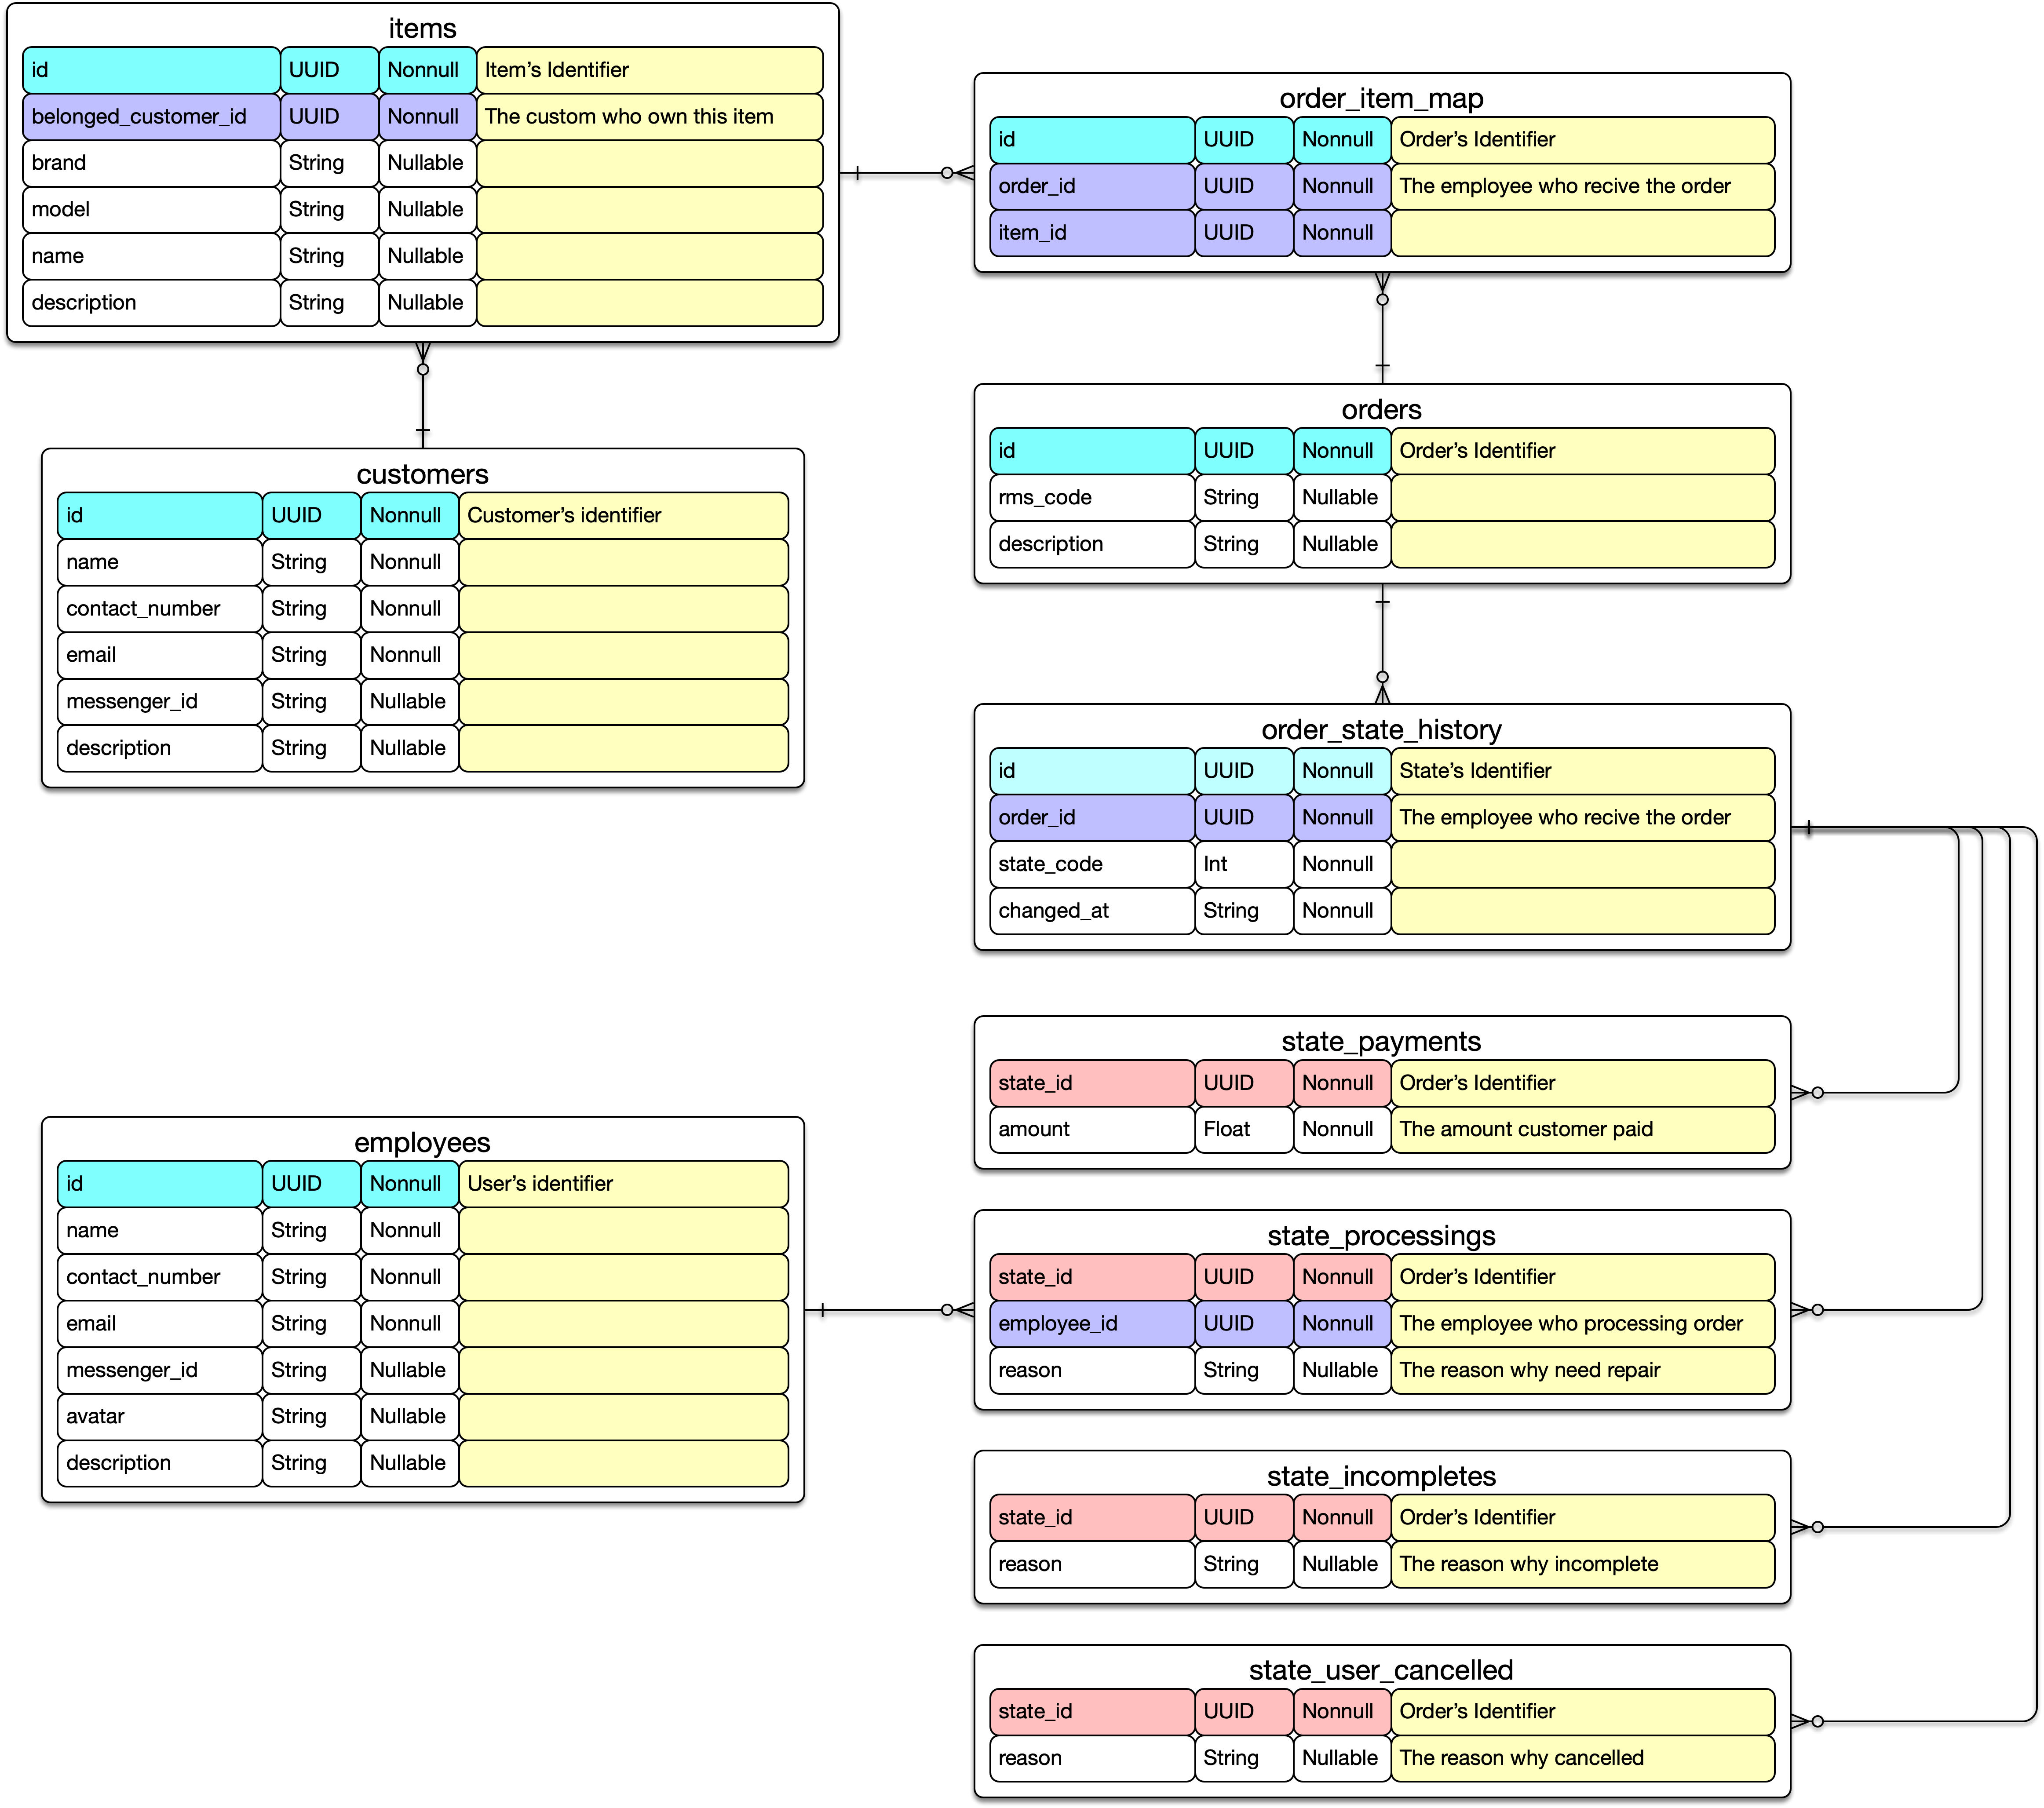 items
id UUID Nonnull Item’s Identifier
belonged_customer_id UUID Nonnull The custom who own this item
brand String Nullable
model String Nullable
name String Nullable
description String Nullable
customers
id UUID Nonnull Customer’s identifier
name String Nonnull
contact_number String Nonnull
email String Nonnull
messenger_id String Nullable
description String Nullable
employees
id UUID Nonnull User’s identifier
name String Nonnull
contact_number String Nonnull
email String Nonnull
messenger_id String Nullable
avatar String Nullable
description String Nullable
order_item_map
id UUID Nonnull Order’s Identifier
order_id UUID Nonnull The employee who recive the order
item_id UUID Nonnull
orders
id UUID Nonnull Order’s Identifier
rms_code String Nullable
description String Nullable
order_state_history
id UUID Nonnull State’s Identifier
order_id UUID Nonnull The employee who recive the order
state_code Int Nonnull
changed_at String Nonnull
state_payments
state_id UUID Nonnull Order’s Identifier
amount Float Nonnull The amount customer paid
state_processings
state_id UUID Nonnull Order’s Identifier
employee_id UUID Nonnull The employee who processing order
reason String Nullable The reason why need repair
state_incompletes
state_id UUID Nonnull Order’s Identifier
reason String Nullable The reason why incomplete
state_user_cancelled
state_id UUID Nonnull Order’s Identifier
reason String Nullable The reason why cancelled